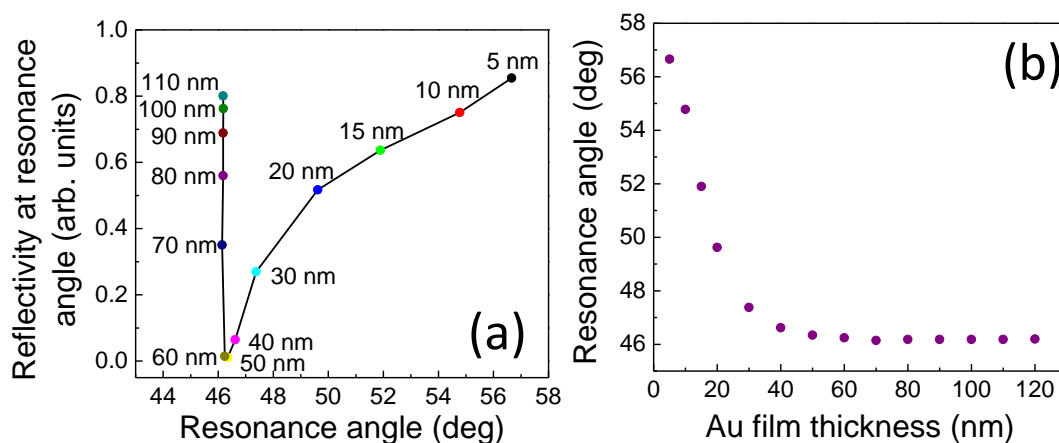 Reflectivity at resonance
angle (arb. units)
1.0
0.8
0.6
0.4
0.2
0.0
110 nm
100 nm
90 nm
80 nm
70 nm
60 nm
50 nm
40 nm
30 nm
20 nm
15 nm
10 nm
5 nm
(a)
44 46 48 50 52 54 56 58
Resonance angle (deg)
Resonance angle (deg)
58
56
54
52
50
48
46
(b)
0 20 40 60 80 100 120
Au film thickness (nm)